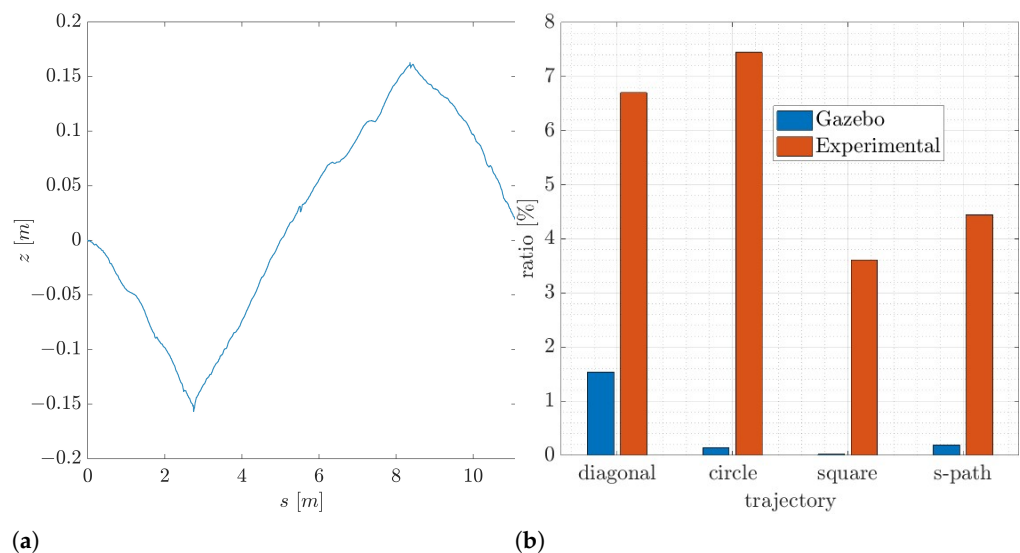 0.2
0.15
0.1
0.05
0
−0.05
−0.1
−0.15
−0.2
z [m]
0 2 4 6 8 10
s [m]
(a)
8
7
6
5
4
3
2
1
0
ratio [%]
Gazebo
Experimental
diagonal circle square s-path
trajectory
(b)